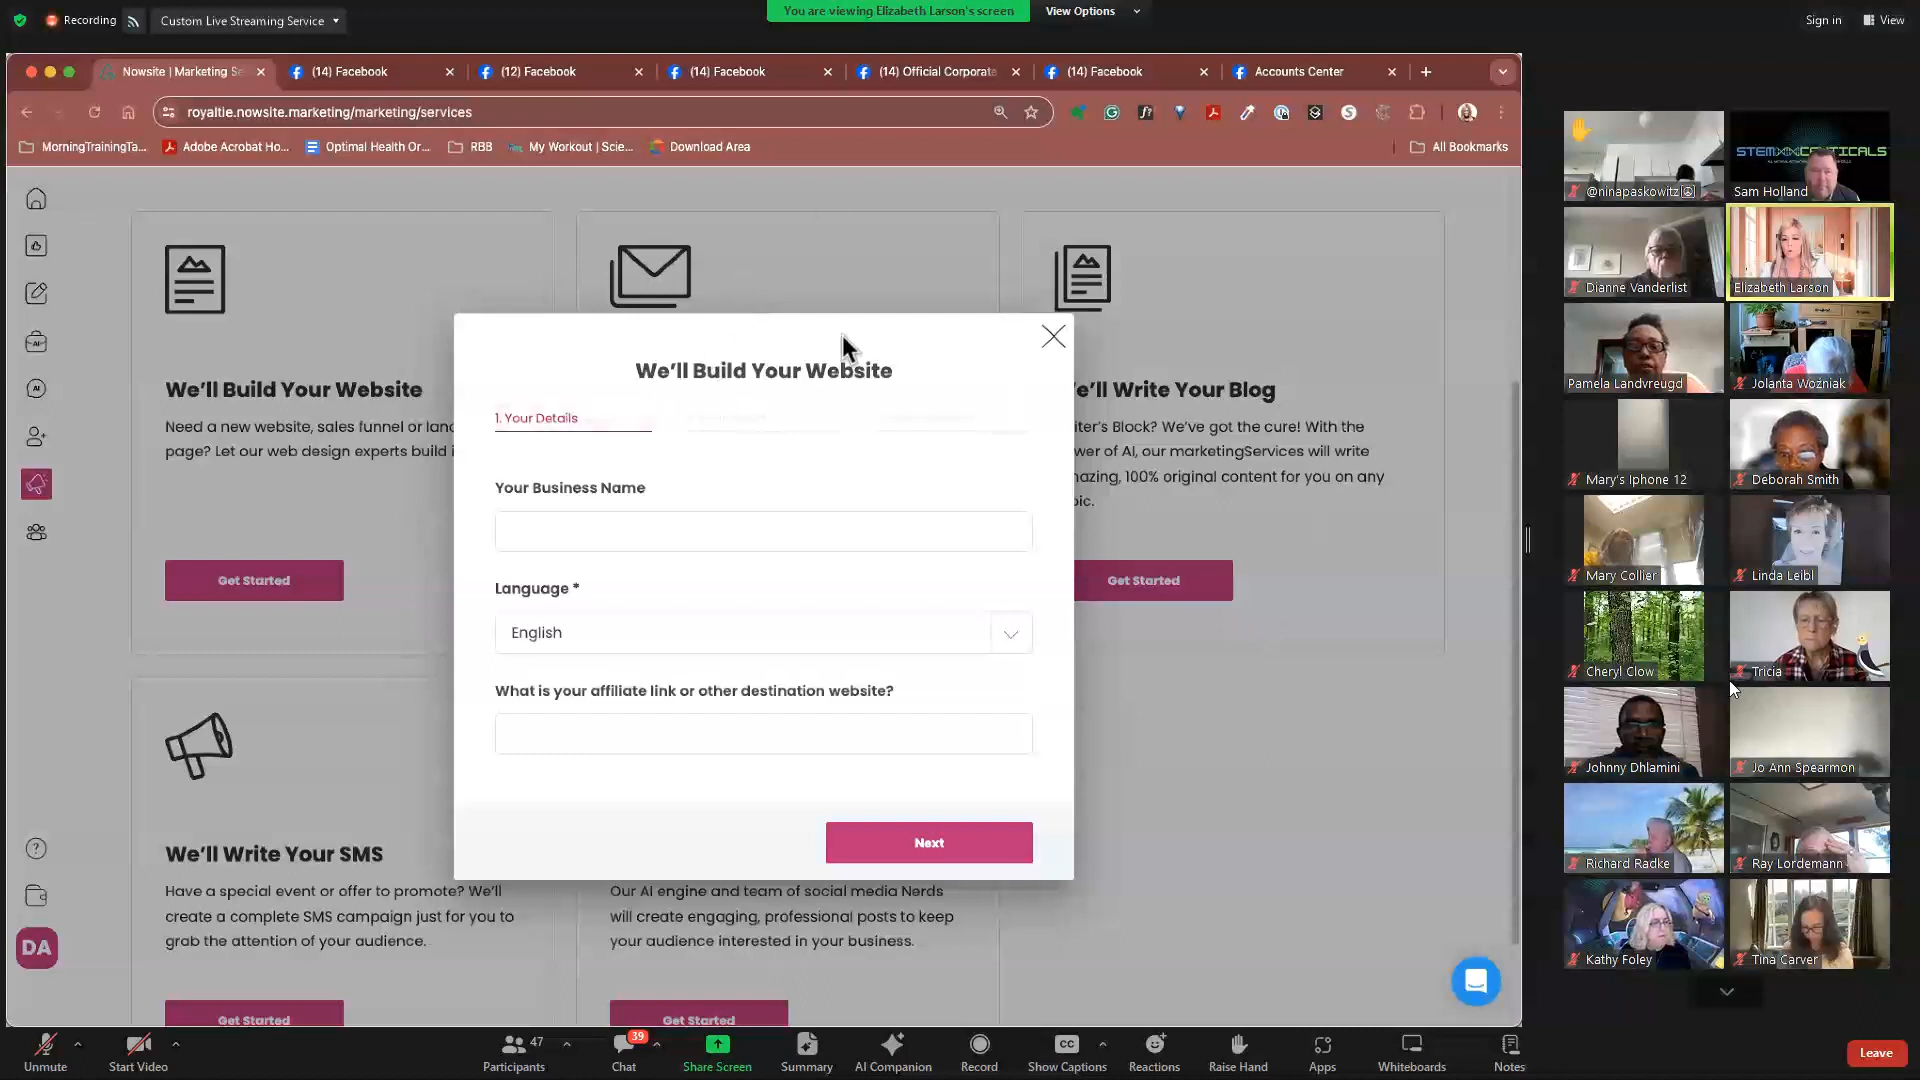 Recording
Custom Live Streaming Service
You are viewing Elizabeth Larson's screen
View Options
Sign in
View
Nowsite | Marketing Se
(14) Facebook
(12) Facebook
(14) Facebook
(14) Official Corporate
(14) Facebook
Accounts Center
royaltie.nowsite.marketing/marketing/services
MorningTrainingTa...
Adobe Acrobat Ho...
Optimal Health Or...
RBB
My Workout | Scie...
Download Area
All Bookmarks
We'll Build Your Website
Need a new website, sales funnel or lan
page? Let our web design experts build i
Get Started
We'll Build Your Website
1. Your Details
Your Business Name
Language *
English
What is your affiliate link or other destination website?
Next
e'll Write Your Blog
iter's Block? We've got the cure! With the
wer of AI, our marketingServices will write
nazing, 100% original content for you on any
pic.
Get Started
We'll Write Your SMS
Have a special event or offer to promote? We'll
create a complete SMS campaign just for you to
grab the attention of your audience.
Get Started
Our AI engine and team of social media Nerds
will create engaging, professional posts to keep
your audience interested in your business.
Get Started
DA
@ninapaskowitz
Sam Holland
Dianne Vanderlist
Elizabeth Larson
Pamela Landvreugd
Jolanta Woźniak
Mary's Iphone 12
Deborah Smith
Mary Collier
Linda Leibl
Cheryl Clow
Tricia
Johnny Dhlamini
Jo Ann Spearmon
Richard Radke
Ray Lordemann
Kathy Foley
Tina Carver
Unmute
Start Video
47
Participants
39
Chat
Share Screen
Summary
AI Companion
Record
CC
Show Captions
Reactions
Raise Hand
Apps
Whiteboards
Notes
Leave